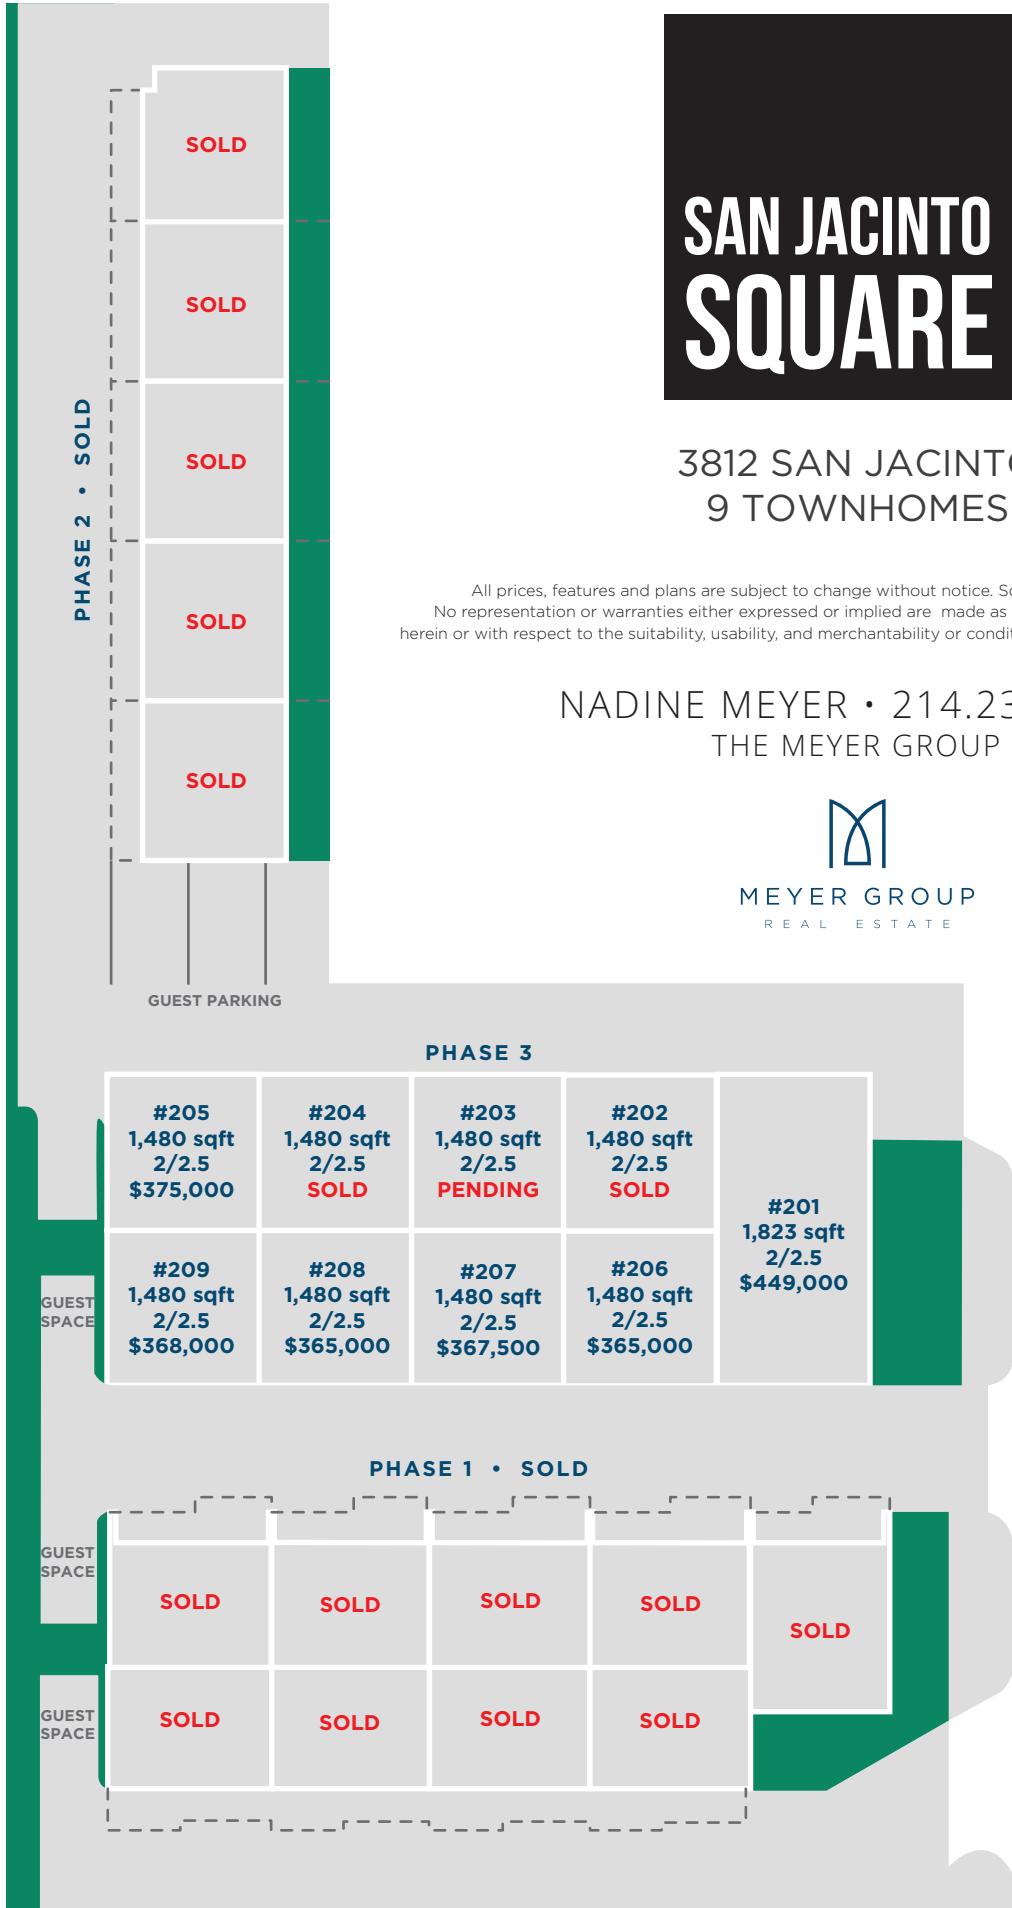 SAN JACINTO
SQUARE
3812 SAN JACINTO
9 TOWNHOMES
All prices, features and plans are subject to change without notice.
No representation or warranties either expressed or implied are made as
herein or with respect to the suitability, usability, and merchantability or
NADINE MEYER • 214.23
THE MEYER GROUP
MEYER GROUP
REAL ESTATE
PHASE 2 • SOLD
SOLD
SOLD
SOLD
SOLD
SOLD
GUEST PARKING
PHASE 3
#205
1,480 sqft
2/2.5
$375,000
#204
1,480 sqft
2/2.5
SOLD
#203
1,480 sqft
2/2.5
PENDING
#202
1,480 sqft
2/2.5
SOLD
#201
1,823 sqft
2/2.5
$449,000
#209
1,480 sqft
2/2.5
$368,000
#208
1,480 sqft
2/2.5
$365,000
#207
1,480 sqft
2/2.5
$367,500
#206
1,480 sqft
2/2.5
$365,000
GUEST
SPACE
PHASE 1 • SOLD
GUEST
SPACE
SOLD
SOLD
SOLD
SOLD
SOLD
GUEST
SPACE
SOLD
SOLD
SOLD
SOLD